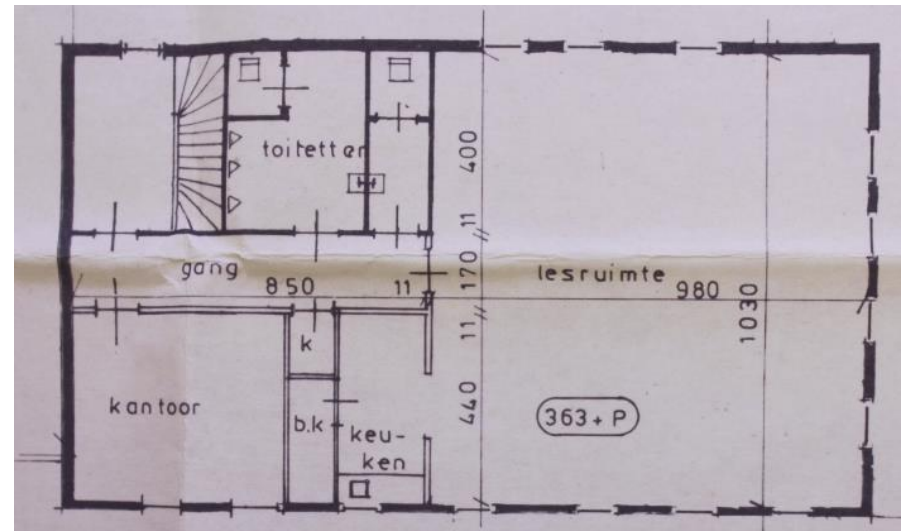 toiletten
400
11
gang
850
11
170
lesruimte
980
1030
11
k
kantoor
b.k
keu-
ken
440
363 + P